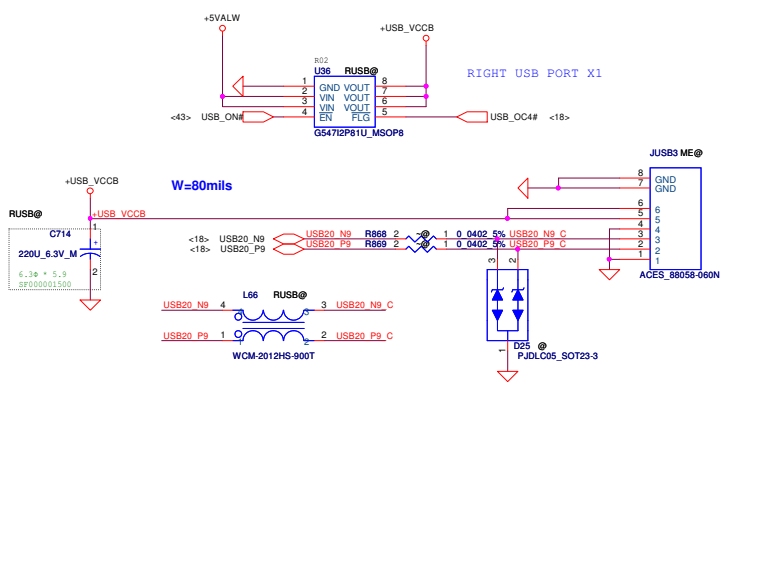 +5VALW
+USB_VCCB
R02
U36 RUSB@
RIGHT USB PORT X1
1 GND VOUT 8
2 VIN VOUT 7
3 VIN VOUT 6
4 EN FLG 5
<43> USB_ON#
USB_OC4# <18>
G547I2P81U_MSOP8
JUSB3 ME@
+USB_VCCB
W=80mils
8 GND
7 GND
RUSB@
+USB_VCCB
6 6
5 5
4 4
3 3
2 2
1 1
C714
1
+
220U_6.3V_M
2
6.3Φ * 5.9
SF000001500
<18> USB20_N9 USB20_N9 R868 2 ~@ 1 0_0402_5% USB20_N9_C
<18> USB20_P9 USB20_P9 R869 2 ~@ 1 0_0402_5% USB20_P9_C
ACES_88058-060N
3 2
L66 RUSB@
USB20_N9 4 4 3 3 USB20_N9_C
USB20_P9 1 1 2 2 USB20_P9_C
WCM-2012HS-900T
1
D25 @
PJDLC05_SOT23-3